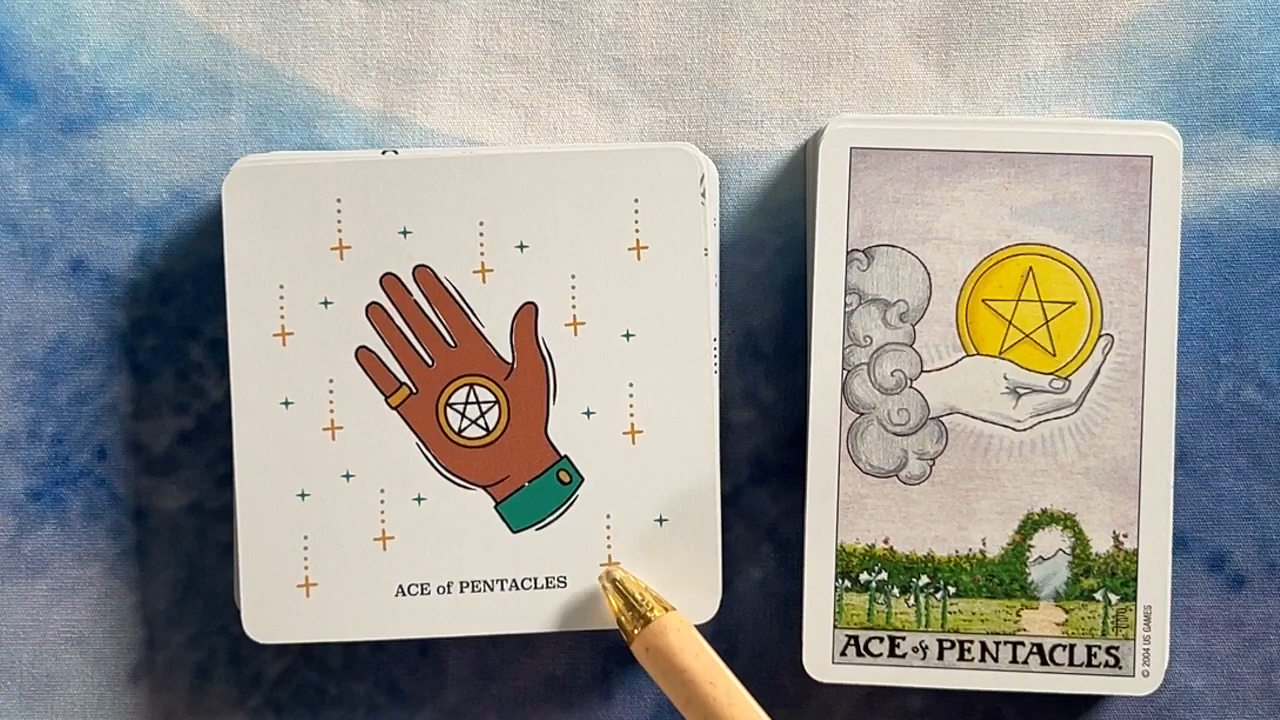 ACE of PENTACLES
ACE of PENTACLES.
© 2004 US GAMES